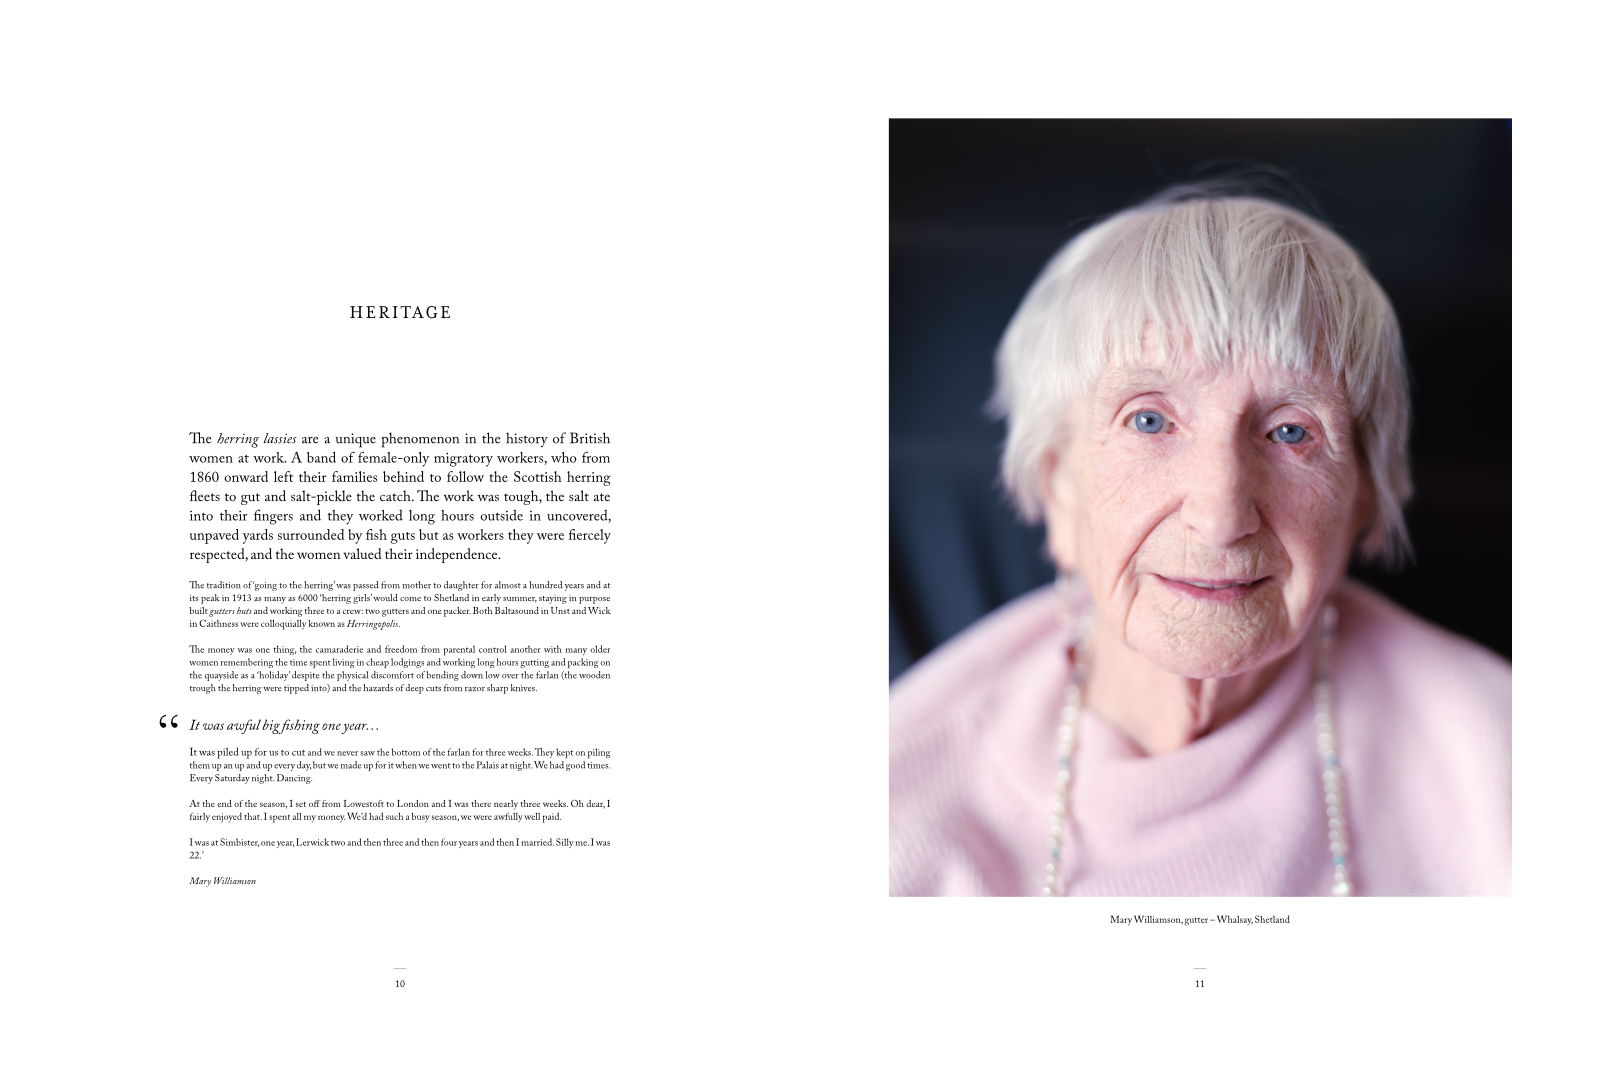 HERITAGE
The herring lassies are a unique phenomenon in the history of British
women at work. A band of female-only migratory workers, who from
1860 onward left their families behind to follow the Scottish herring
fleets to gut and salt-pickle the catch. The work was tough, the salt ate
into their fingers and they worked long hours outside in uncovered,
unpaved yards surrounded by fish guts but as workers they were fiercely
respected, and the women valued their independence.
The tradition of ‘going to the herring’ was passed from mother to daughter for almost a hundred years and at
its peak in 1913 as many as 6000 ‘herring girls’ would come to Shetland in early summer, staying in purpose
built gutters huts and working three to a crew: two gutters and one packer. Both Baltasound in Unst and Wick
in Caithness were colloquially known as Herringopolis.
The money was one thing, the camaraderie and freedom from parental control another with many older
women remembering the time spent living in cheap lodgings and working long hours gutting and packing on
the quayside as a ‘holiday’ despite the physical discomfort of bending down low over the farlan (the wooden
trough the herring were tipped into) and the hazards of deep cuts from razor sharp knives.
“ It was awful big fishing one year…
It was piled up for us to cut and we never saw the bottom of the farlan for three weeks. They kept on piling
them up an up and up every day, but we made up for it when we went to the Palais at night. We had good times.
Every Saturday night. Dancing.
At the end of the season, I set off from Lowestoft to London and I was there nearly three weeks. Oh dear, I
fairly enjoyed that. I spent all my money. We’d had such a busy season, we were awfully well paid.
I was at Simbister, one year, Lerwick two and then three and then four years and then I married. Silly me. I was
22.’
Mary Williamson
10
Mary Williamson, gutter – Whalsay, Shetland
11